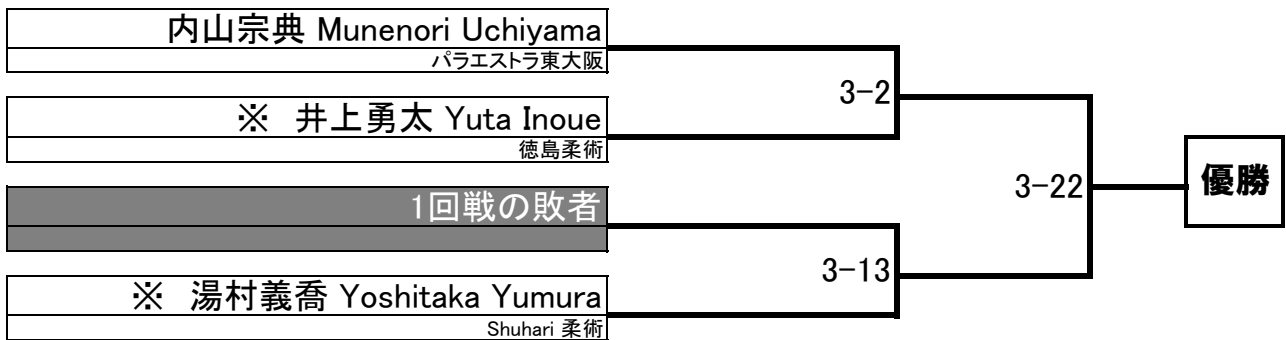 内山宗典 Munenori Uchiyama
パラエストラ東大阪
3-2
※ 井上勇太 Yuta Inoue
徳島柔術
3-22
優勝
1回戦の敗者
3-13
※ 湯村義喬 Yoshitaka Yumura
Shuhari 柔術